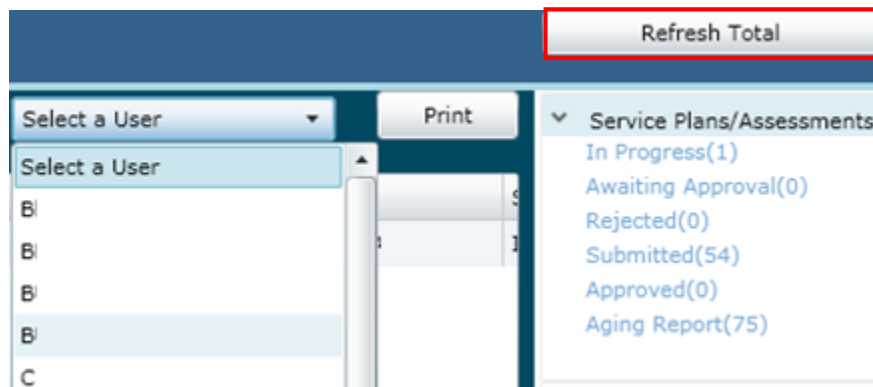 Refresh Total
Select a User
Print
Service Plans/Assessments
Select a User
In Progress(1)
Awaiting Approval(0)
Rejected(0)
Submitted(54)
Approved(0)
Aging Report(75)
B
B
B
B
C